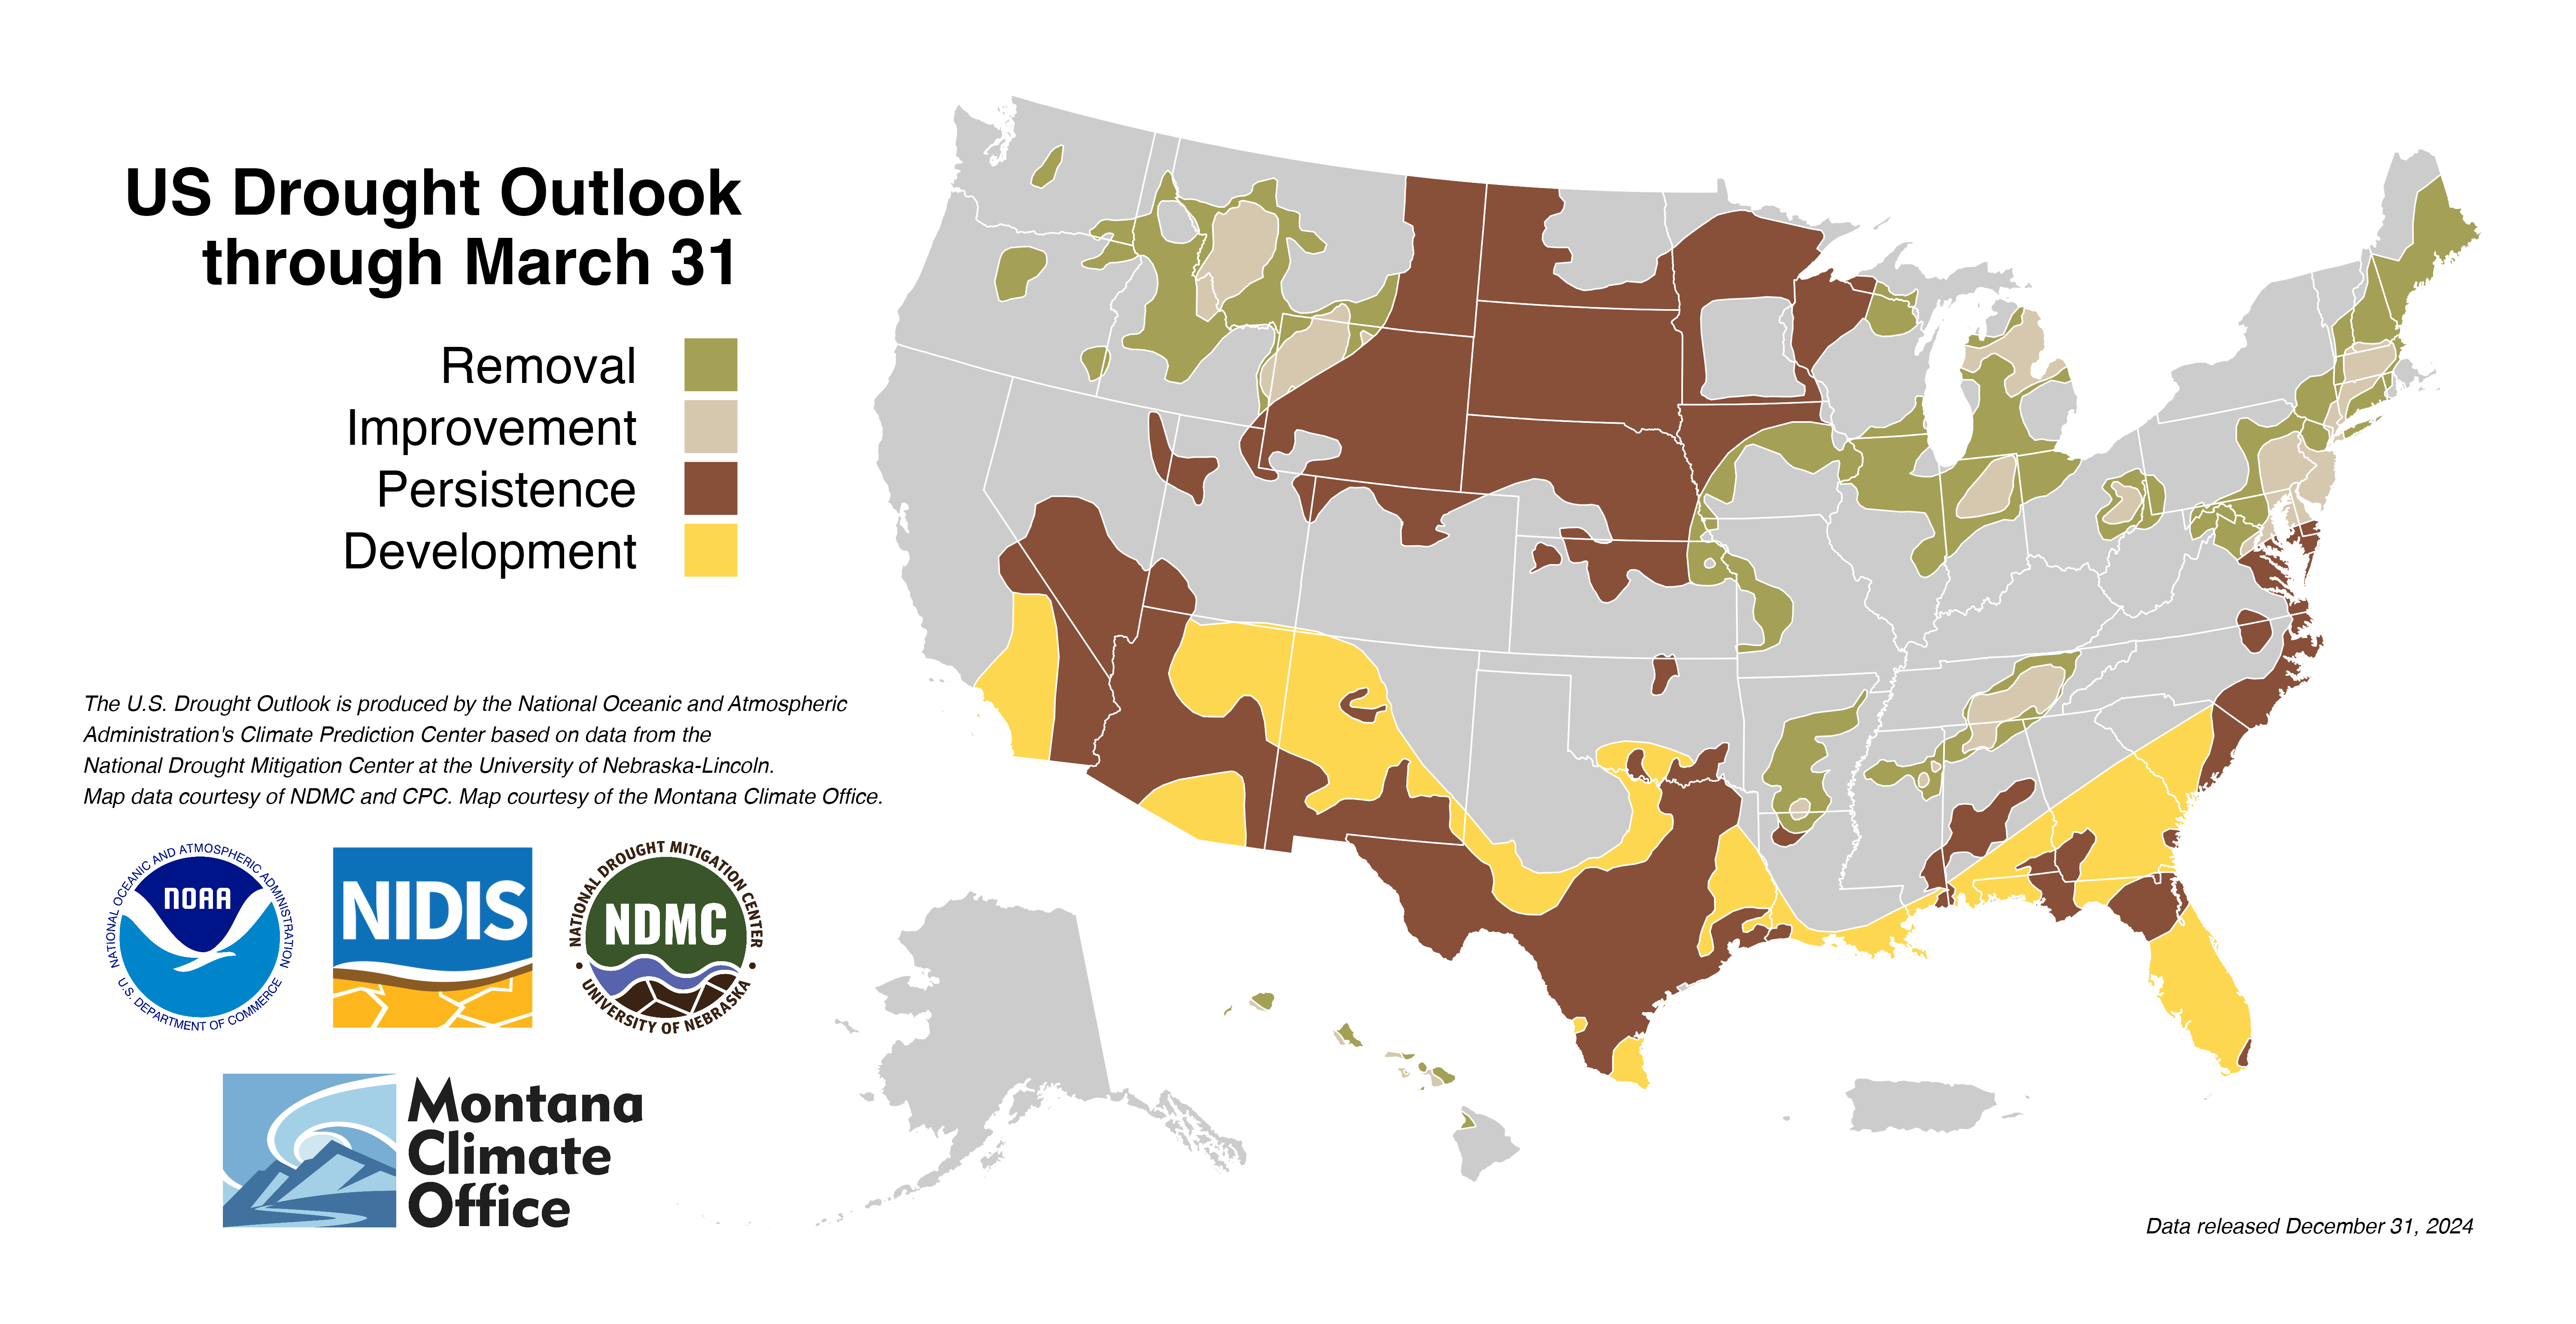 US Drought Outlook
through March 31
Removal
Improvement
Persistence
Development
The U.S. Drought Outlook is produced by the National Oceanic and Atmospheric
Administration's Climate Prediction Center based on data from the
National Drought Mitigation Center at the University of Nebraska-Lincoln.
Map data courtesy of NDMC and CPC. Map courtesy of the Montana Climate Office.
NATIONAL OCEANIC AND ATMOSPHERIC ADMINISTRATION
NOAA
U.S. DEPARTMENT OF COMMERCE
NIDIS
NATIONAL DROUGHT MITIGATION CENTER
NDMC
UNIVERSITY OF NEBRASKA
Montana
Climate
Office
Data released December 31, 2024